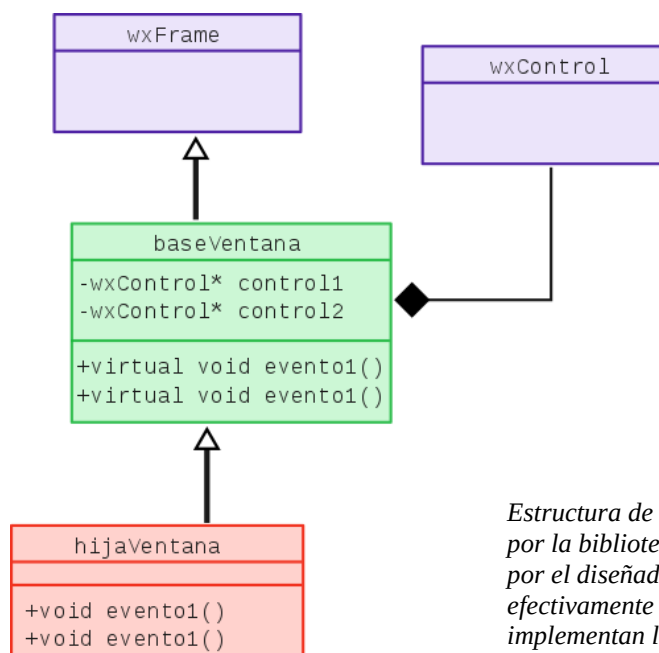 wxFrame
wxControl
baseVentana
-wxControl* control1
-wxControl* control2
+virtual void evento1()
+virtual void evento1()
hijaVentana
+void evento1()
+void evento1()
Estructura de
por la bibliote
por el diseñad
efectivamente
implementan l